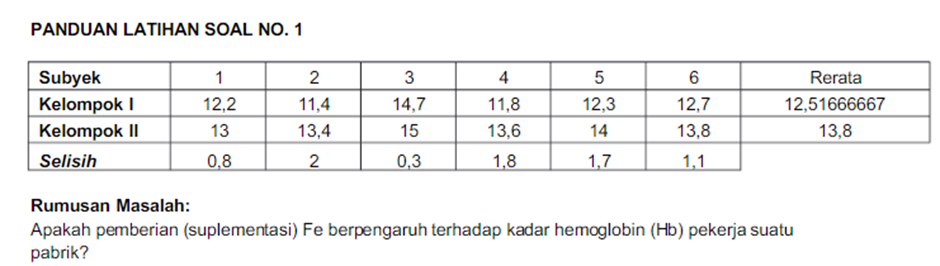 PANDUAN LATIHAN SOAL NO. 1
Subyek 1 2 3 4 5 6 Rerata
Kelompok I 12,2 11,4 14,7 11,8 12,3 12,7 12,51666667
Kelompok II 13 13,4 15 13,6 14 13,8 13,8
Selisih 0,8 2 0,3 1,8 1,7 1,1
Rumusan Masalah:
Apakah pemberian (suplementasi) Fe berpengaruh terhadap kadar hemoglobin (Hb) pekerja suatu
pabrik?